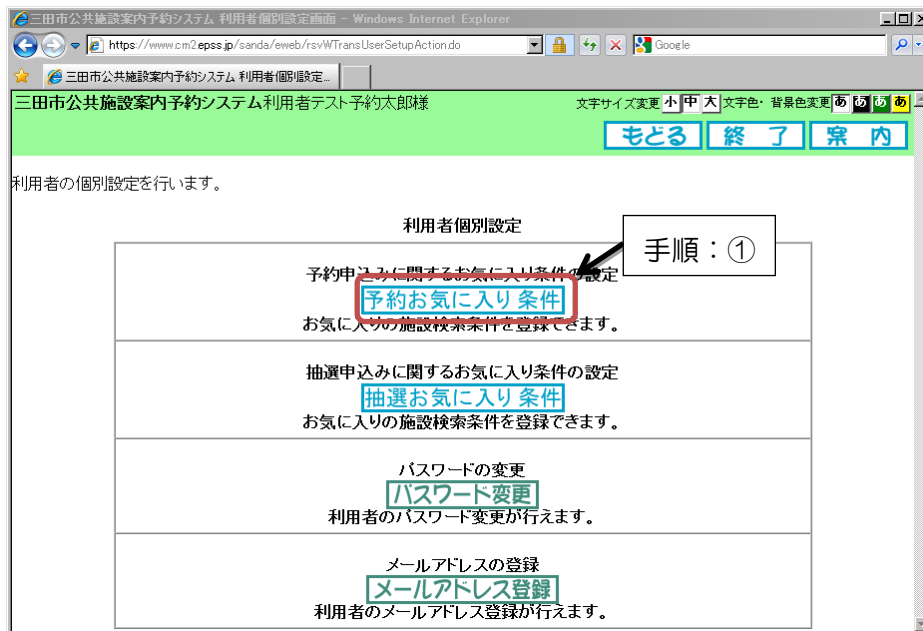 三田市公共施設案内予約システム 利用者個別設定画面 - Windows Internet Explorer
https://www.cm2.epss.jp/sanda/eweb/rsvWTransUserSetupAction.do
Google
三田市公共施設案内予約システム 利用者個別設定...
三田市公共施設案内予約システム利用者テスト予約太郎様
文字サイズ変更 小 中 大 文字色・ 背景色変更 あ あ あ あ
もどる 終 了 案 内
利用者の個別設定を行います。
利用者個別設定
手順：①
予約申込みに関するお気に入り条件の設定
予約お気に入り条件
お気に入りの施設検索条件を登録できます。
抽選申込みに関するお気に入り条件の設定
抽選お気に入り条件
お気に入りの施設検索条件を登録できます。
パスワードの変更
パスワード変更
利用者のパスワード変更が行えます。
メールアドレスの登録
メールアドレス登録
利用者のメールアドレス登録が行えます。